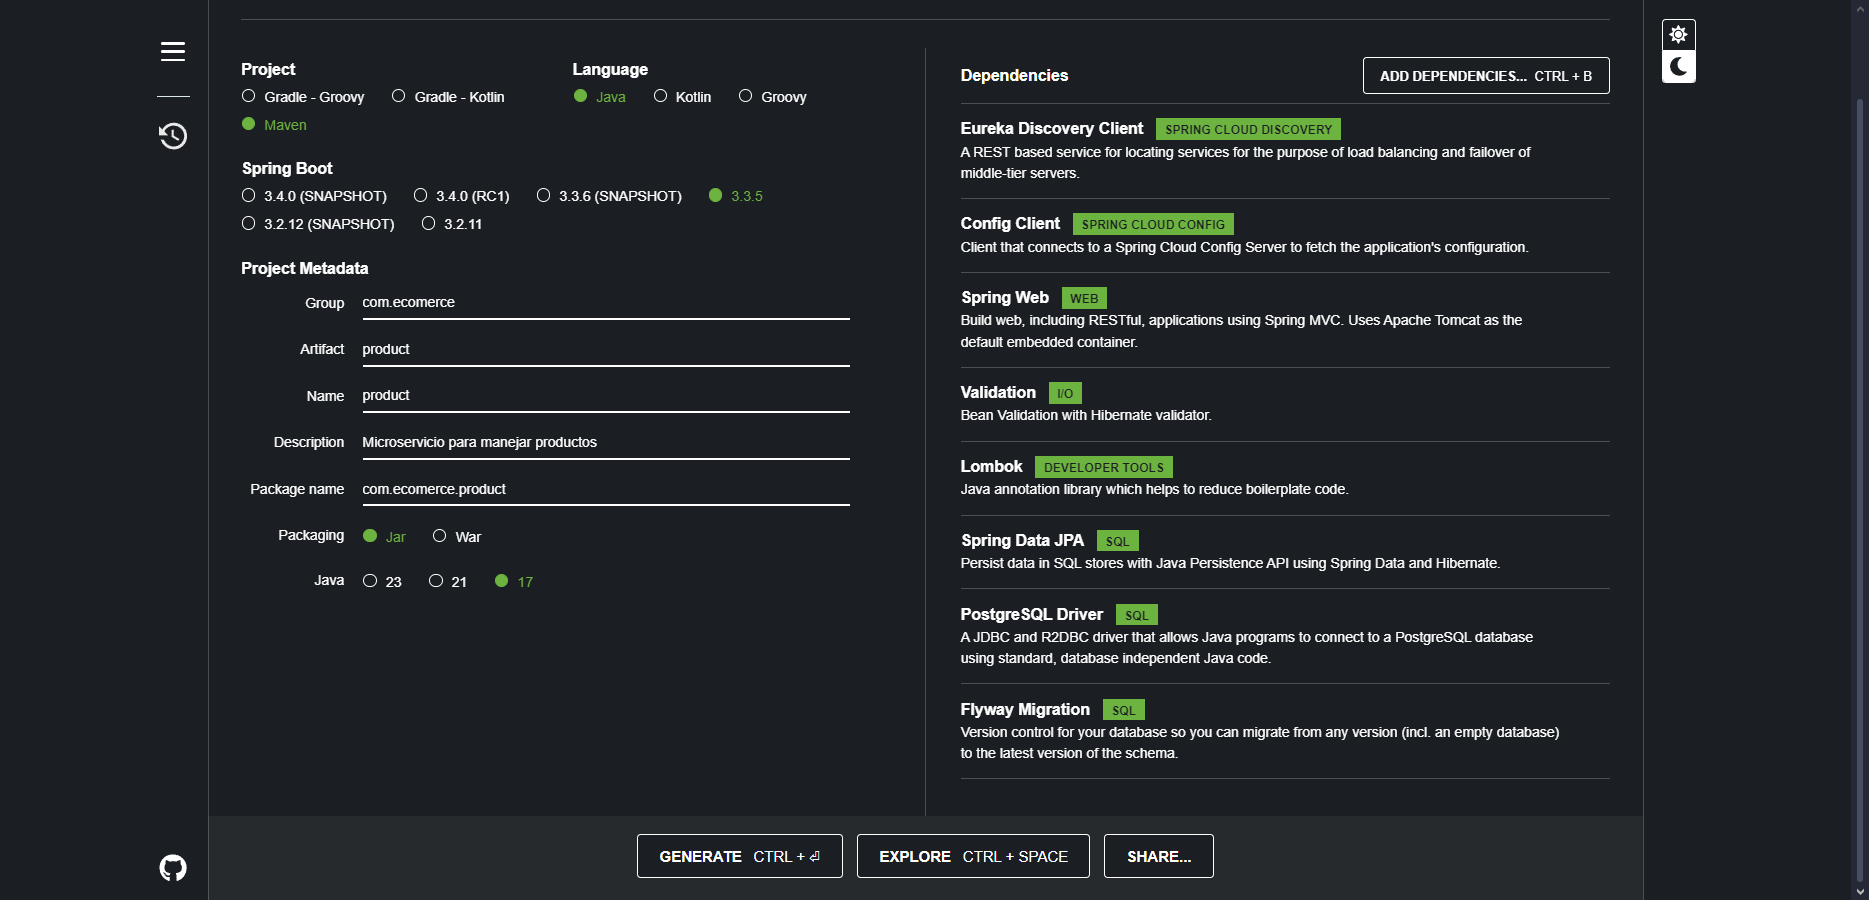 Project
Gradle - Groovy Gradle - Kotlin
Maven
Language
Java Kotlin Groovy
Spring Boot
3.4.0 (SNAPSHOT) 3.4.0 (RC1) 3.3.6 (SNAPSHOT) 3.3.5
3.2.12 (SNAPSHOT) 3.2.11
Project Metadata
Group com.ecomerce
Artifact product
Name product
Description Microservicio para manejar productos
Package name com.ecomerce.product
Packaging Jar War
Java 23 21 17
Dependencies ADD DEPENDENCIES... CTRL + B
Eureka Discovery Client SPRING CLOUD DISCOVERY
A REST based service for locating services for the purpose of load balancing and failover of
middle-tier servers.
Config Client SPRING CLOUD CONFIG
Client that connects to a Spring Cloud Config Server to fetch the application's configuration.
Spring Web WEB
Build web, including RESTful, applications using Spring MVC. Uses Apache Tomcat as the
default embedded container.
Validation I/O
Bean Validation with Hibernate validator.
Lombok DEVELOPER TOOLS
Java annotation library which helps to reduce boilerplate code.
Spring Data JPA SQL
Persist data in SQL stores with Java Persistence API using Spring Data and Hibernate.
PostgreSQL Driver SQL
A JDBC and R2DBC driver that allows Java programs to connect to a PostgreSQL database
using standard, database independent Java code.
Flyway Migration SQL
Version control for your database so you can migrate from any version (incl. an empty database)
to the latest version of the schema.
GENERATE CTRL + ⏎ EXPLORE CTRL + SPACE SHARE...